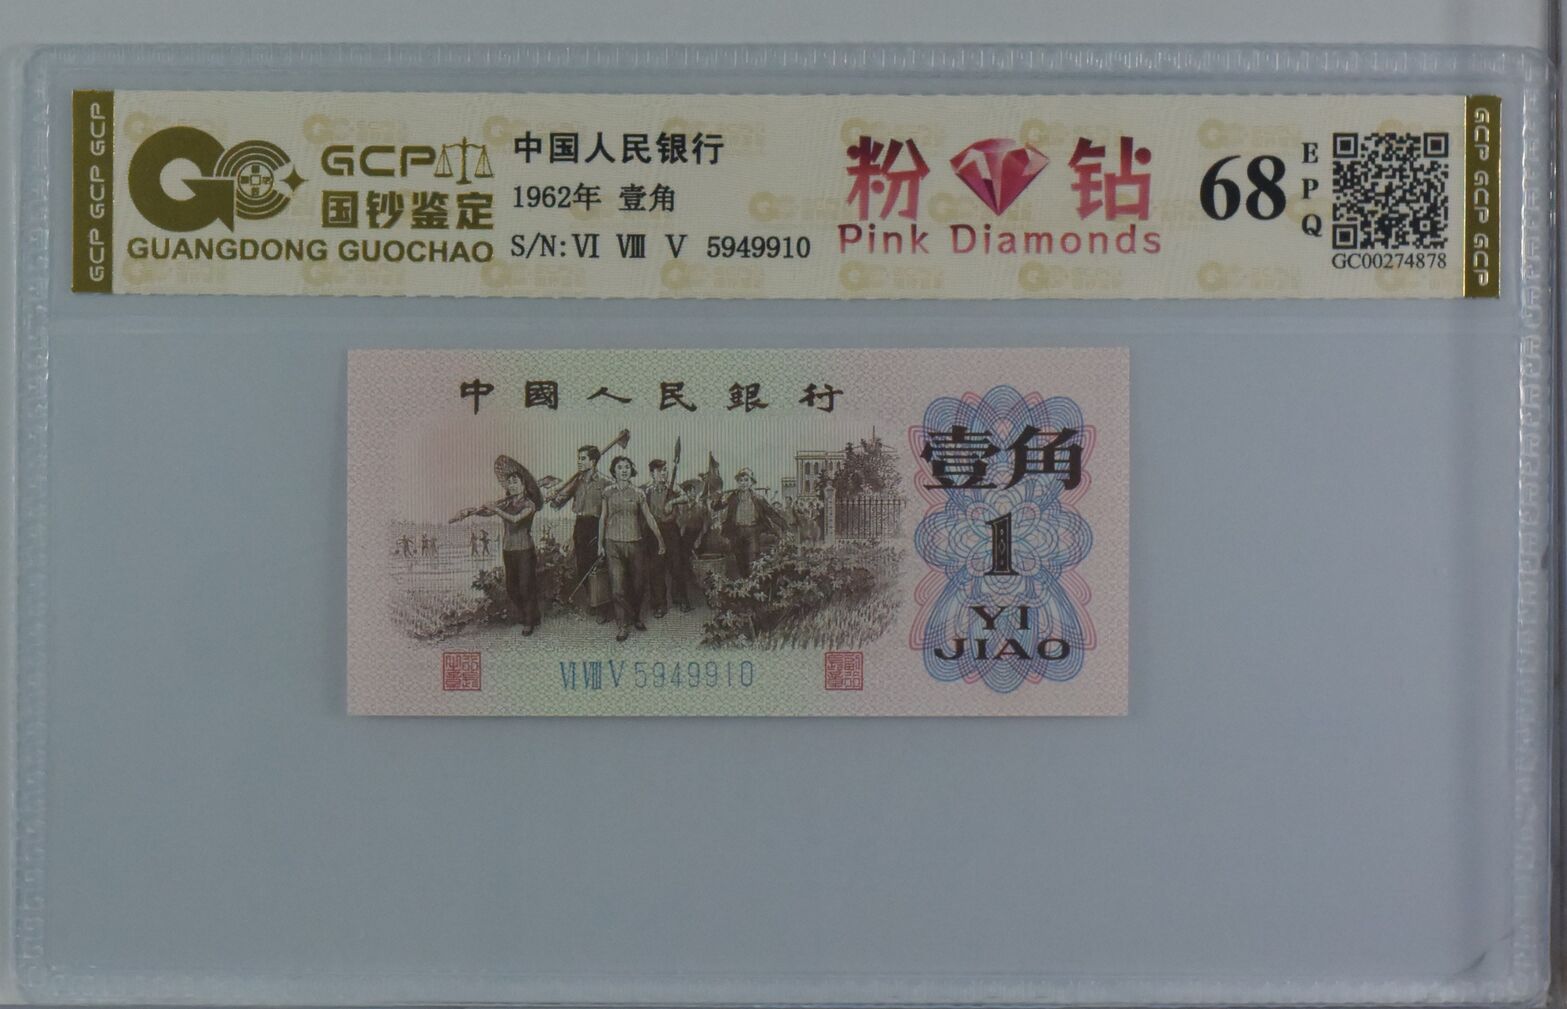 GCP GCP GCP
GCP
国钞鉴定
GUANGDONG GUOCHAO
中国人民银行
1962年 壹角
S/N: VI VIII V 5949910
粉钻
Pink Diamonds
68
EPQ
GC00274878
GCP GCP GCP
中國人民銀行
壹角
1
YI
JIAO
VI VIII V 5949910